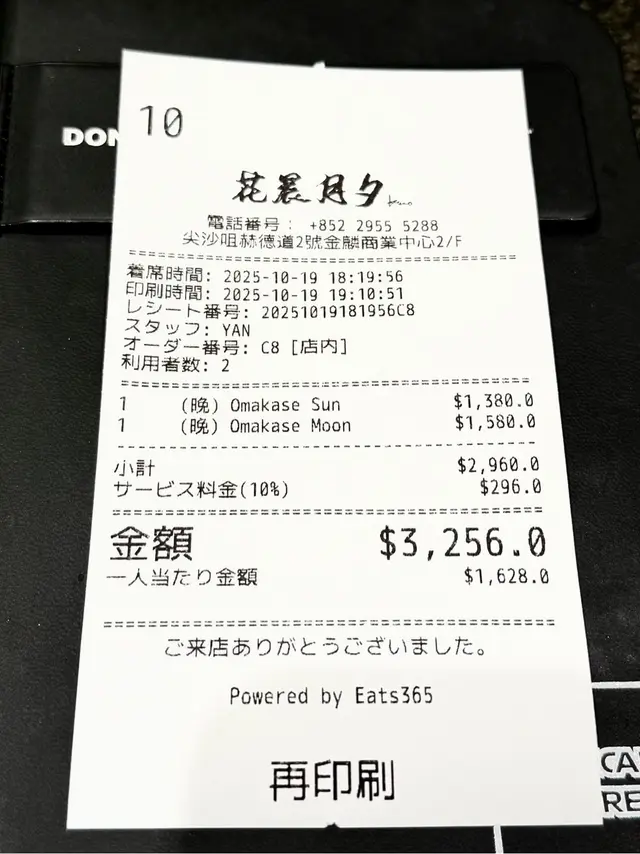 DON
10
花晨月夕
電話番号： +852 2955 5288
尖沙咀赫德道2號金麟商業中心2/F
着席時間: 2025-10-19 18:19:56
印刷時間: 2025-10-19 19:10:51
レシート番号: 20251019181956C8
スタッフ: YAN
オーダー番号: C8 [店内]
利用者数: 2
1 (晩) Omakase Sun $1,380.0
1 (晩) Omakase Moon $1,580.0
小計 $2,960.0
サービス料金(10%) $296.0
金額 $3,256.0
一人当たり金額 $1,628.0
ご来店ありがとうございました。
Powered by Eats365
再印刷
CA
RE